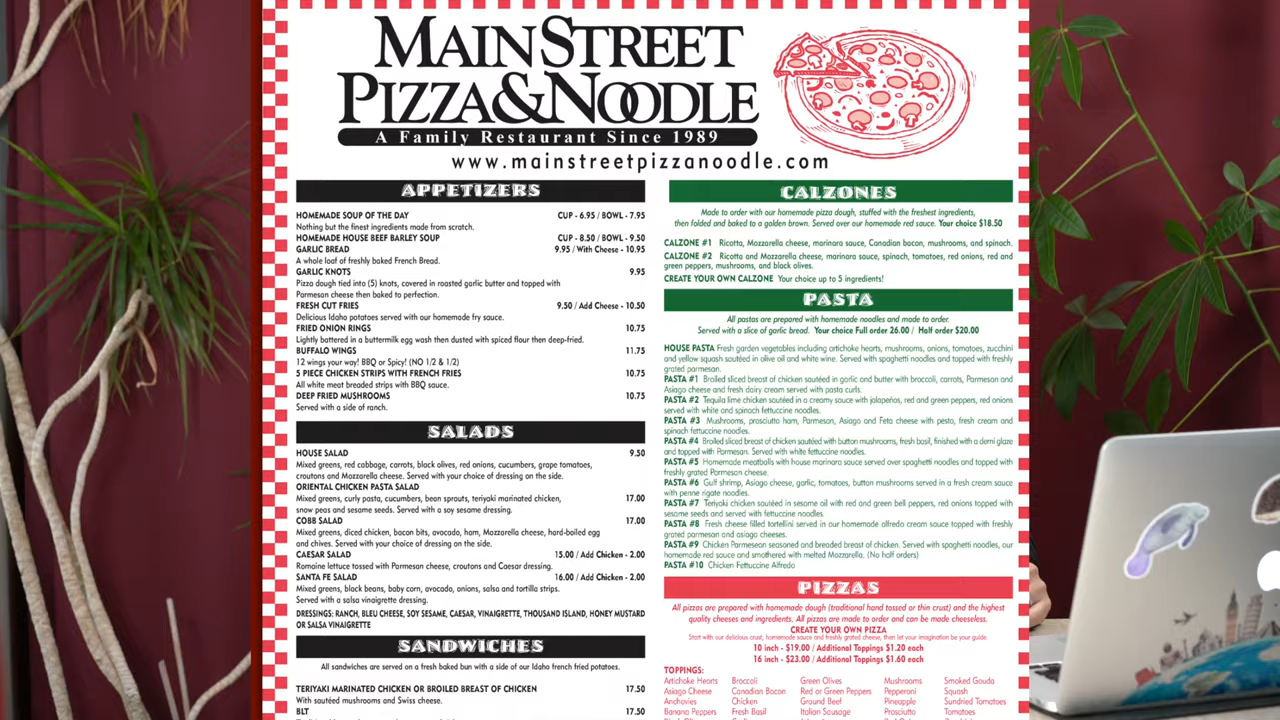 MAIN STREET
PIZZA & NOODLE
A Family Restaurant Since 1989
www.mainstreetpizzanoodle.com
APPETIZERS
HOMEMADE SOUP OF THE DAY CUP - 6.95 / BOWL - 7.95
Nothing but the finest ingredients made from scratch.
HOMEMADE HOUSE BEEF BARLEY SOUP CUP - 8.50 / BOWL - 9.50
GARLIC BREAD 9.95 / With Cheese - 10.95
A whole loaf of freshly baked French Bread.
GARLIC KNOTS 9.95
Pizza dough tied into (5) knots, covered in roasted garlic butter and topped with
Parmesan cheese then baked to perfection.
FRESH CUT FRIES 9.50 / Add Cheese - 10.50
Delicious Idaho potatoes served with our homemade fry sauce.
FRIED ONION RINGS 10.75
Lightly battered in a buttermilk egg wash then dusted with spiced flour then deep-fried.
BUFFALO WINGS 11.75
12 wings your way! BBQ or Spicy! (NO 1/2 & 1/2)
5 PIECE CHICKEN STRIPS WITH FRENCH FRIES 10.75
All white meat breaded strips with BBQ sauce.
DEEP FRIED MUSHROOMS 10.75
Served with a side of ranch.
SALADS
HOUSE SALAD 9.50
Mixed greens, red cabbage, carrots, black olives, red onions, cucumbers, grape tomatoes,
croutons and Mozzarella cheese. Served with your choice of dressing on the side.
ORIENTAL CHICKEN PASTA SALAD
Mixed greens, curly pasta, cucumbers, bean sprouts, teriyaki marinated chicken, 17.00
snow peas and sesame seeds. Served with a soy sesame dressing.
COBB SALAD 17.00
Mixed greens, diced chicken, bacon bits, avocado, ham, Mozzarella cheese, hard-boiled egg
and chives. Served with your choice of dressing on the side.
CAESAR SALAD 15.00 / Add Chicken - 2.00
Romaine lettuce tossed with Parmesan cheese, croutons and Caesar dressing.
SANTA FE SALAD 16.00 / Add Chicken - 2.00
Mixed greens, black beans, baby corn, avocado, onions, salsa and tortilla strips.
Served with a salsa vinaigrette dressing.
DRESSINGS: RANCH, BLEU CHEESE, SOY SESAME, CAESAR, VINAIGRETTE, THOUSAND ISLAND, HONEY MUSTARD
OR SALSA VINAIGRETTE
SANDWICHES
All sandwiches are served on a fresh baked bun with a side of our Idaho french fried potatoes.
TERIYAKI MARINATED CHICKEN OR BROILED BREAST OF CHICKEN 17.50
With sautéed mushrooms and Swiss cheese.
BLT 17.50
CALZONES
Made to order with our homemade pizza dough, stuffed with the freshest ingredients,
then folded and baked to a golden brown. Served over our homemade red sauce. Your choice $18.50
CALZONE #1 Ricotta, Mozzarella cheese, marinara sauce, Canadian bacon, mushrooms, and spinach.
CALZONE #2 Ricotta and Mozzarella cheese, marinara sauce, spinach, tomatoes, red onions, red and
green peppers, mushrooms, and black olives.
CREATE YOUR OWN CALZONE Your choice up to 5 ingredients!
PASTA
All pastas are prepared with homemade noodles and made to order.
Served with a slice of garlic bread. Your choice Full order 26.00 / Half order $20.00
HOUSE PASTA Fresh garden vegetables including artichoke hearts, mushrooms, onions, tomatoes, zucchini
and yellow squash sautéed in olive oil and white wine. Served with spaghetti noodles and topped with freshly
grated parmesan.
PASTA #1 Broiled sliced breast of chicken sautéed in garlic and butter with broccoli, carrots, Parmesan and
Asiago cheese and fresh dairy cream served with pasta curls.
PASTA #2 Tequila lime chicken sautéed in a creamy sauce with jalapeños, red and green peppers, red onions
served with white and spinach fettuccine noodles.
PASTA #3 Mushrooms, prosciutto ham, Parmesan, Asiago and Feta cheese with pesto, fresh cream and
spinach fettuccine noodles.
PASTA #4 Broiled sliced breast of chicken sautéed with button mushrooms, fresh basil, finished with a demi glaze
and topped with Parmesan. Served with white fettuccine noodles.
PASTA #5 Homemade meatballs with house marinara sauce served over spaghetti noodles and topped with
freshly grated Parmesan cheese.
PASTA #6 Gulf shrimp, Asiago cheese, garlic, tomatoes, button mushrooms served in a fresh cream sauce
with penne rigate noodles.
PASTA #7 Teriyaki chicken sautéed in sesame oil with red and green bell peppers, red onions topped with
sesame seeds and served with fettuccine noodles.
PASTA #8 Fresh cheese filled tortellini served in our homemade alfredo cream sauce topped with freshly
grated parmesan and asiago cheeses.
PASTA #9 Chicken Parmesean seasoned and breaded breast of chicken. Served with spaghetti noodles, our
homemade red sauce and smothered with melted Mozzarella. (No half orders)
PASTA #10 Chicken Fettuccine Alfredo
PIZZAS
All pizzas are prepared with homemade dough (traditional hand tossed or thin crust) and the highest
quality cheeses and ingredients. All pizzas are made to order and can be made cheeseless.
CREATE YOUR OWN PIZZA
Start with our delicious crust, homemade sauce and freshly grated cheese, then let your imagination be your guide.
10 inch - $19.00 / Additional Toppings $1.20 each
16 inch - $23.00 / Additional Toppings $1.60 each
TOPPINGS:
Artichoke Hearts Broccoli Green Olives Mushrooms Smoked Gouda
Asiago Cheese Canadian Bacon Red or Green Peppers Pepperoni Squash
Anchovies Chicken Ground Beef Pineapple Sundried Tomatoes
Banana Peppers Fresh Basil Italian Sausage Prosciutto Tomatoes